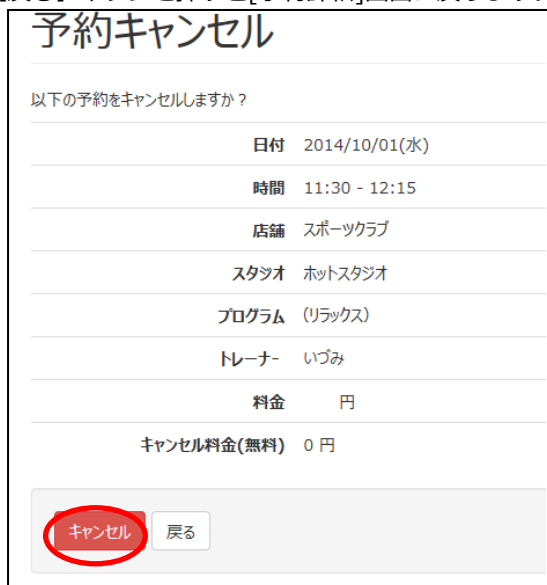 予約キャンセル
以下の予約をキャンセルしますか？
日付 2014/10/01(水)
時間 11:30 - 12:15
店舗 スポーツクラブ
スタジオ ホットスタジオ
プログラム (リラックス)
トレーナー いづみ
料金 円
キャンセル料金(無料) 0 円
キャンセル 戻る